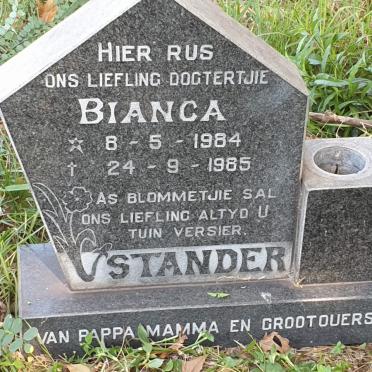 HIER RUS
ONS LIEFLING DOGTERTJIE
BIANCA
☆ 8 - 5 - 1984
† 24 - 9 - 1985
AS BLOMMETJIE SAL
ONS LIEFLING ALTYD U
TUIN VERSIER.
VSTANDER
VAN PAPPA, MAMMA EN GROOTOUERS